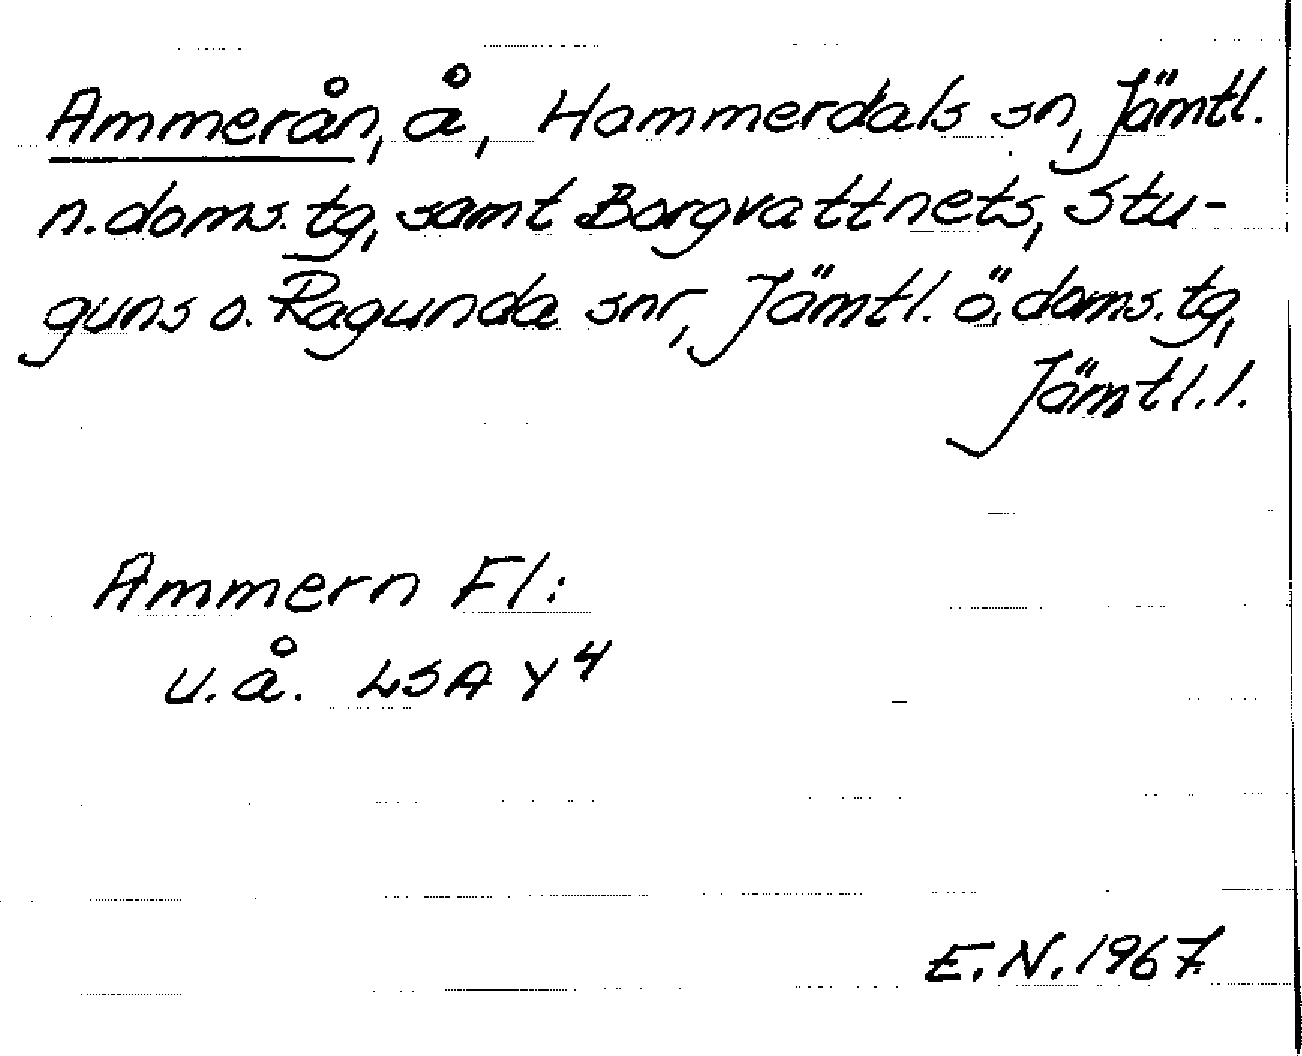 Ammerån, å, Hammerdals sn, Jämtl.
n. doms. tg, samt Borgvattnets, Stu-
guns o. Ragunda snr, Jämtl. ö. doms. tg,
Jämtl. l.
Ammern Fl:
u. å. LSA Y4
E. N. 1967